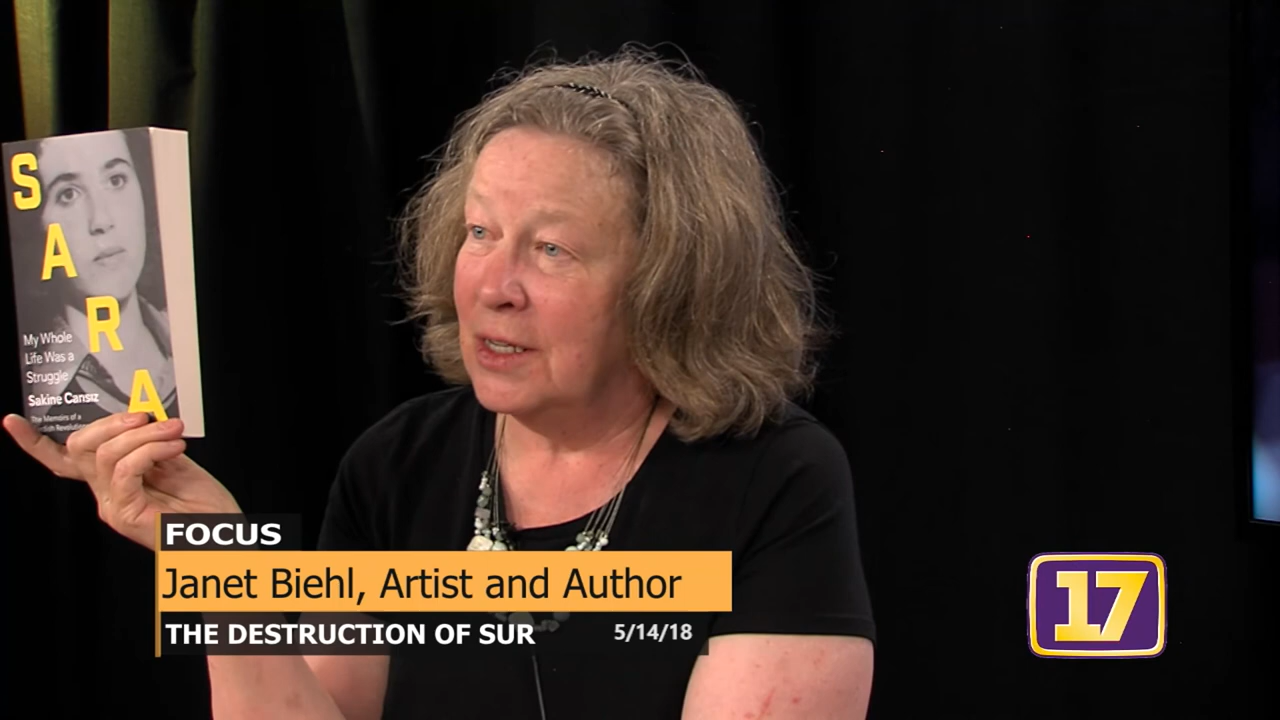 SARA
My Whole
Life Was a
Struggle
Sakine Cansız
The Memoirs of a
FOCUS
Janet Biehl, Artist and Author
THE DESTRUCTION OF SUR 5/14/18
17